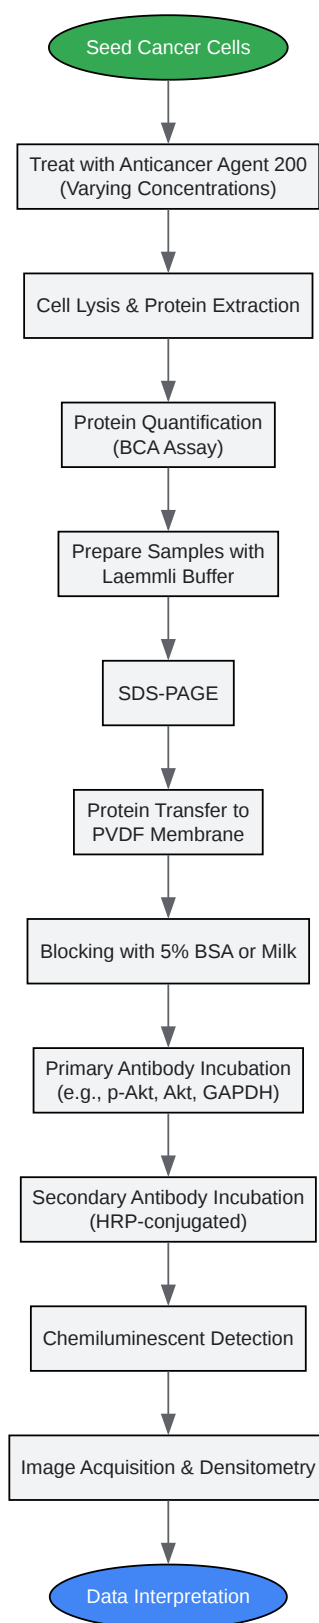 Seed Cancer Cells
Treat with Anticancer Agent 200
(Varying Concentrations)
Cell Lysis & Protein Extraction
Protein Quantification
(BCA Assay)
Prepare Samples with
Laemmli Buffer
SDS-PAGE
Protein Transfer to
PVDF Membrane
Blocking with 5% BSA or Milk
Primary Antibody Incubation
(e.g., p-Akt, Akt, GAPDH)
Secondary Antibody Incubation
(HRP-conjugated)
Chemiluminescent Detection
Image Acquisition & Densitometry
Data Interpretation